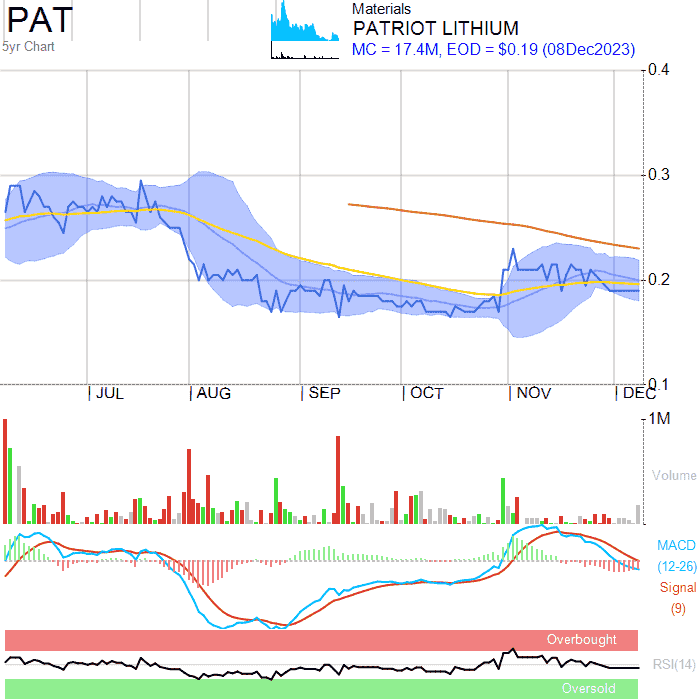 PAT
5yr Chart
Materials
PATRIOT LITHIUM
MC = 17.4M, EOD = $0.19 (08Dec2023)
0.4
0.3
0.2
0.1
JUL AUG SEP OCT NOV DEC
1M
Volume
MACD
(12-26)
Signal
(9)
Overbought
RSI(14)
Oversold